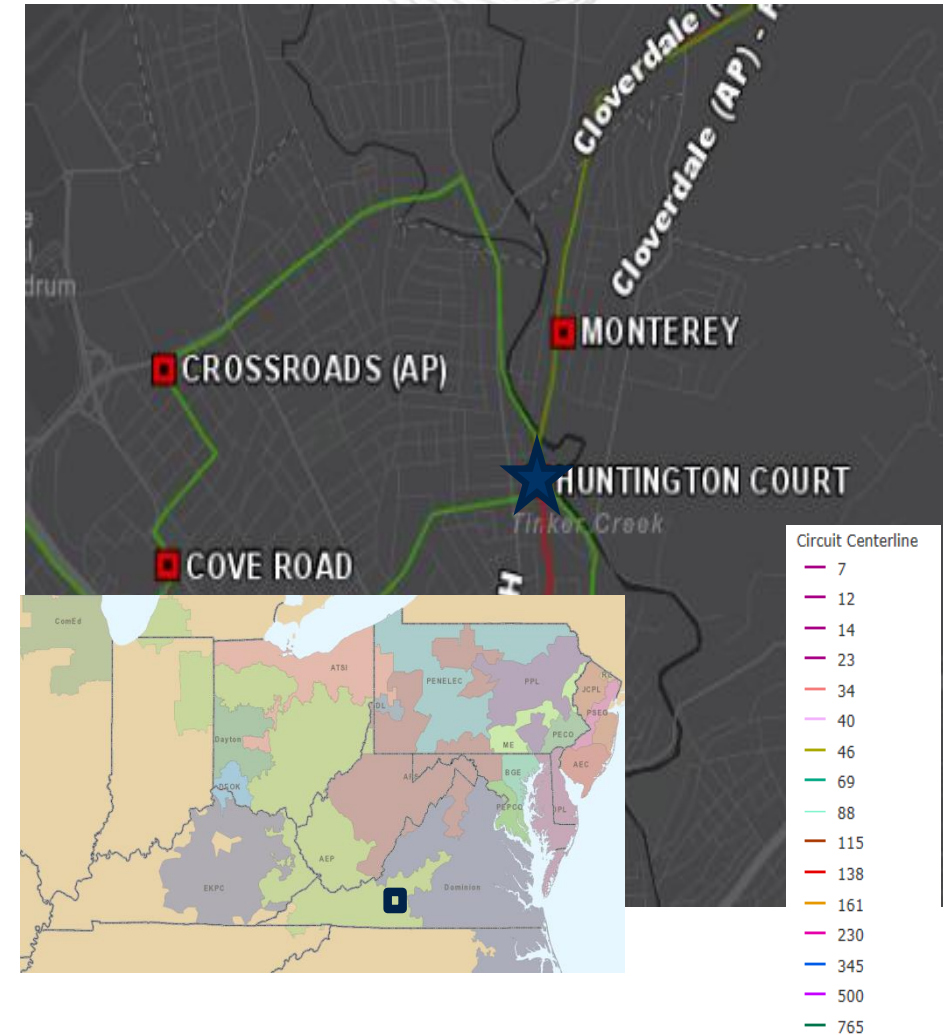 Cloverdale (
Cloverdale (AP) - F
drum
MONTEREY
CROSSROADS (AP)
HUNTINGTON COURT
Tinker Creek
COVE ROAD
H
Circuit Centerline
7
12
14
23
34
40
46
69
88
115
138
161
230
345
500
765
ComEd
ATSI
PENELEC
PPL
JCPL
PSEG
Dayton
ME
PECO
AEC
BGE
PEPCO
AEP
EKPC
Dominion